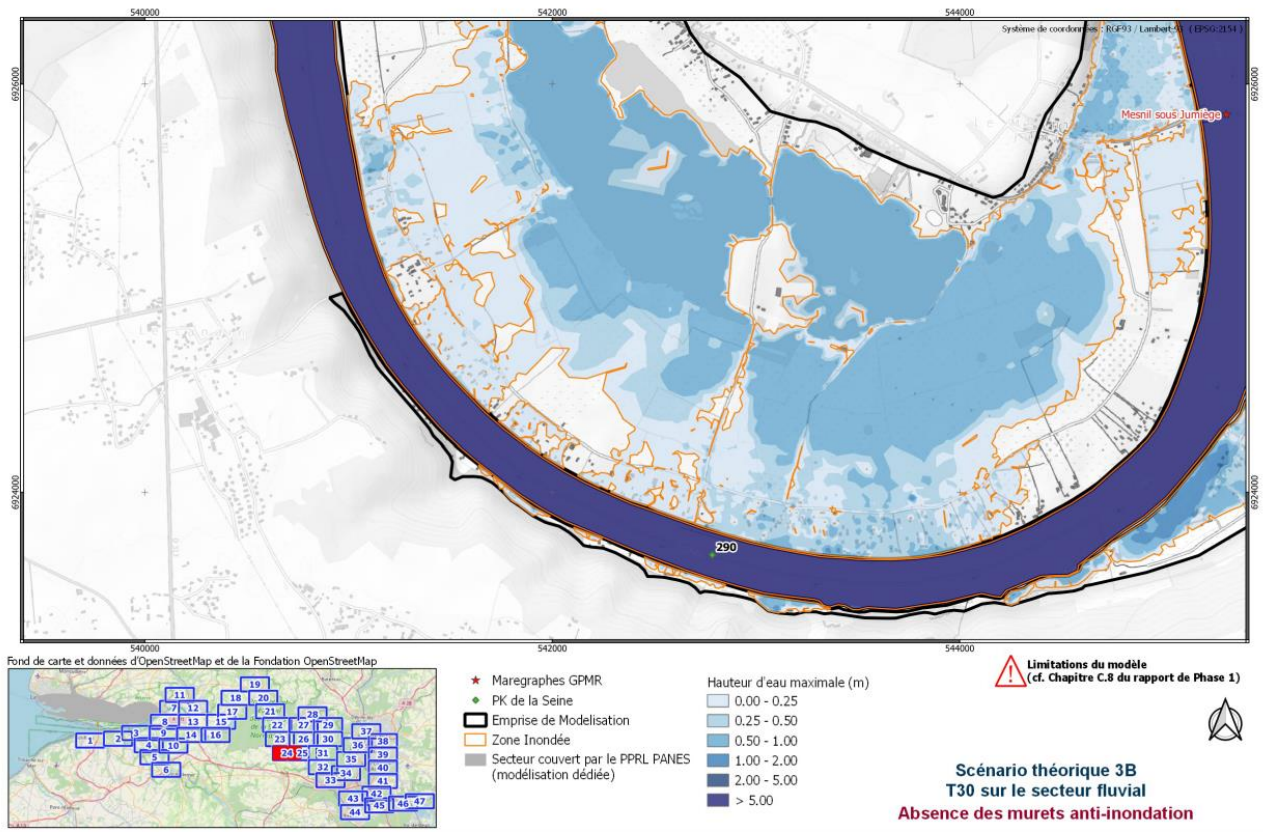 540000
542000
544000
Système de coordonnées : RGF93 / Lambert-93 ( EPSG:2154 )
6926000
6926000
Mesnil sous Jumiège
6924000
6924000
290
540000
542000
544000
Fond de carte et données d'OpenStreetMap et de la Fondation OpenStreetMap
19
11
18
20
7
12
17
21
28
8
13
15
22
27
29
37
1
2
3
9
14
16
23
26
30
36
38
4
10
24
25
31
35
39
5
32
40
6
34
33
41
42
43
45
46
47
44
Maregraphes GPMR
PK de la Seine
Emprise de Modelisation
Zone Inondée
Secteur couvert par le PPRL PANES
(modélisation dédiée)
Hauteur d'eau maximale (m)
0.00 - 0.25
0.25 - 0.50
0.50 - 1.00
1.00 - 2.00
2.00 - 5.00
> 5.00
Limitations du modèle
(cf. Chapitre C.8 du rapport de Phase 1)
Scénario théorique 3B
T30 sur le secteur fluvial
Absence des murets anti-inondation